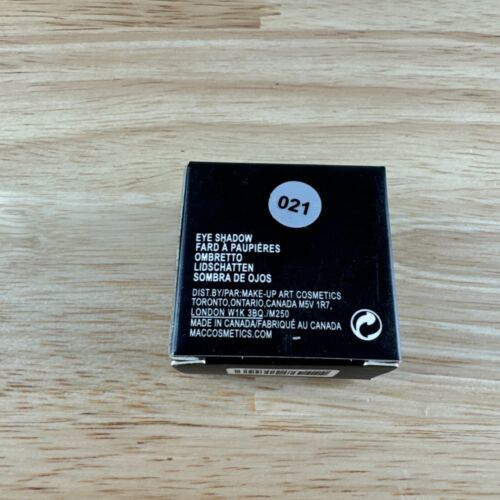 021
EYE SHADOW
FARD À PAUPIÈRES
OMBRETTO
LIDSCHATTEN
SOMBRA DE OJOS
DIST.BY/PAR:MAKE-UP ART COSMETICS
TORONTO,ONTARIO,CANADA M5V 1R7,
LONDON W1K 3BQ./M250
MADE IN CANADA/FABRIQUÉ AU CANADA
MACCOSMETICS.COM